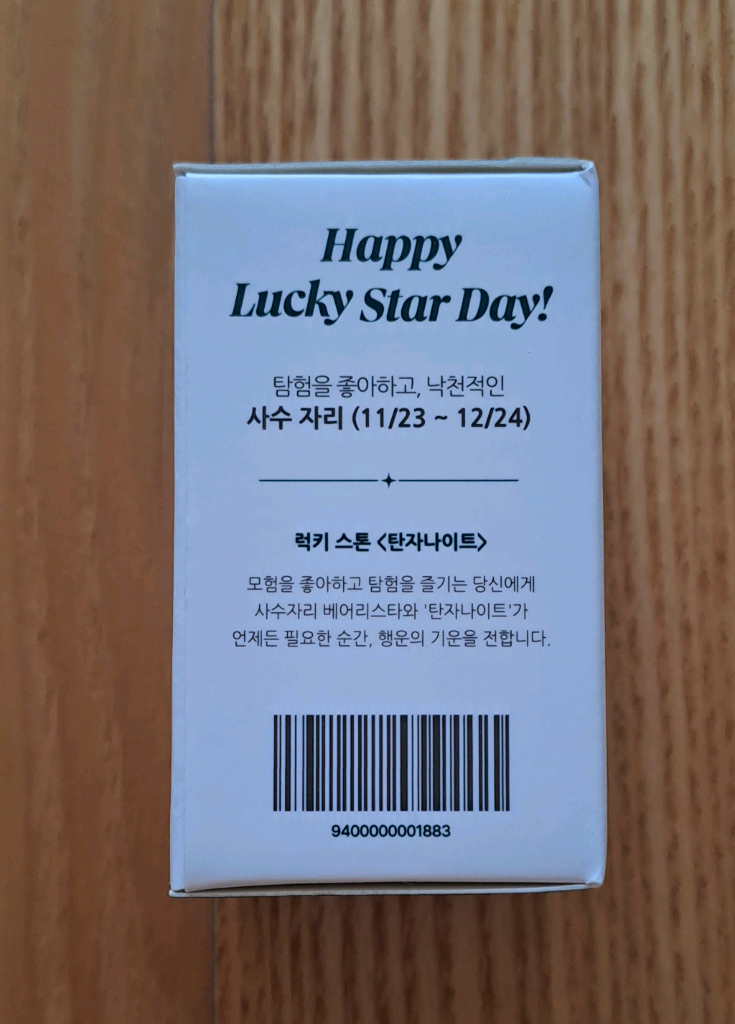 Happy
Lucky Star Day!
탐험을 좋아하고, 낙천적인
사수 자리 (11/23 ~ 12/24)
럭키 스톤 <탄자나이트>
모험을 좋아하고 탐험을 즐기는 당신에게
사수자리 베어리스타와 '탄자나이트'가
언제든 필요한 순간, 행운의 기운을 전합니다.
9400000001883